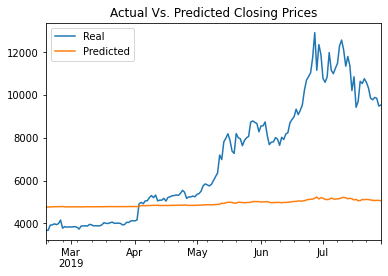 Actual Vs. Predicted Closing Prices
Real
Predicted
12000
10000
8000
6000
4000
Mar
2019
Apr
May
Jun
Jul